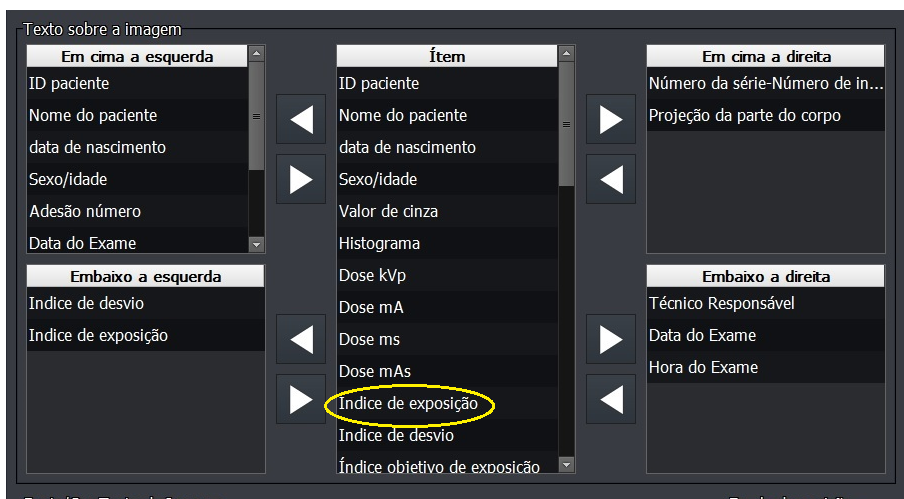 Texto sobre a imagem
Em cima a esquerda
ID paciente
Nome do paciente
data de nascimento
Sexo/idade
Adesão número
Data do Exame
Embaixo a esquerda
Indice de desvio
Indice de exposição
Ítem
ID paciente
Nome do paciente
data de nascimento
Sexo/idade
Valor de cinza
Histograma
Dose kVp
Dose mA
Dose ms
Dose mAs
Indice de exposição
Indice de desvio
Índice objetivo de exposição
Em cima a direita
Número da série-Número de in...
Projeção da parte do corpo
Embaixo a direita
Técnico Responsável
Data do Exame
Hora do Exame